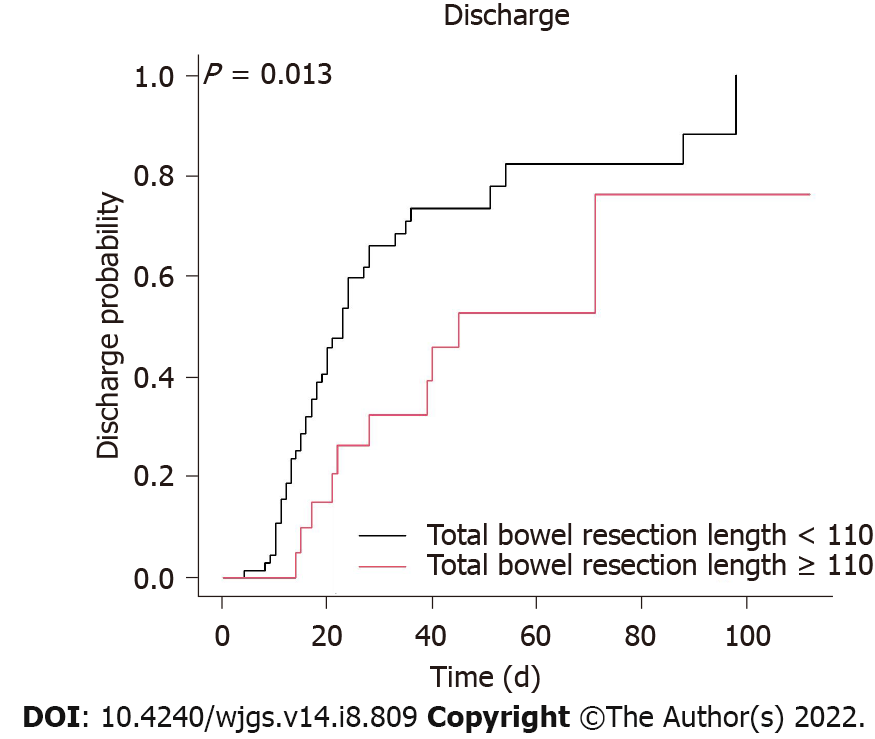 Discharge
P = 0.013
1.0
0.8
0.6
0.4
0.2
0.0
Discharge probability
Total bowel resection length < 110
Total bowel resection length ≥ 110
0 20 40 60 80 100
Time (d)
DOI: 10.4240/wjgs.v14.i8.809 Copyright ©The Author(s) 2022.